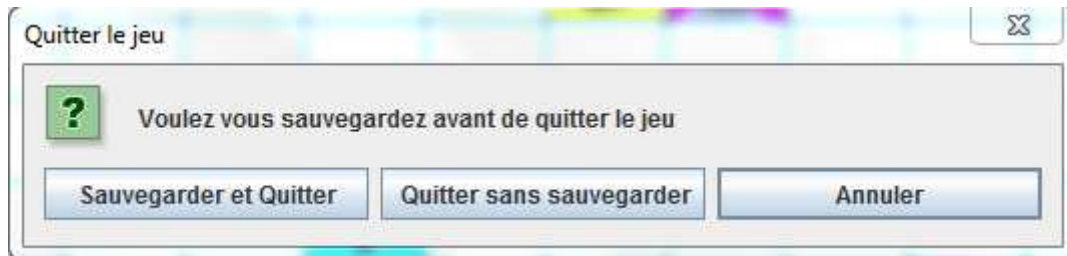 Quitter le jeu
?
Voulez vous sauvegardez avant de quitter le jeu
Sauvegarder et Quitter
Quitter sans sauvegarder
Annuler